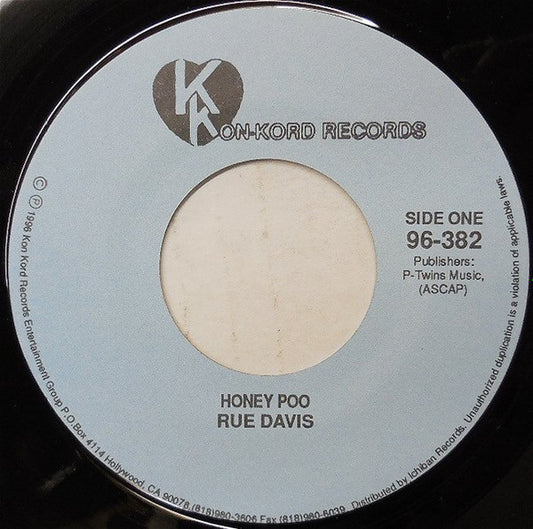 KON-KORD RECORDS
SIDE ONE
96-382
Publishers:
P-Twins Music,
(ASCAP)
HONEY POO
RUE DAVIS
© ℗ 1996 Kon Kord Records Entertainment Group P.O Box 4114 Hollywood, CA 90078 (818)980-3606 Fax (818)980-6039 Distributed by Ichiban Records. Unauthorized duplication is a violation of applicable laws.